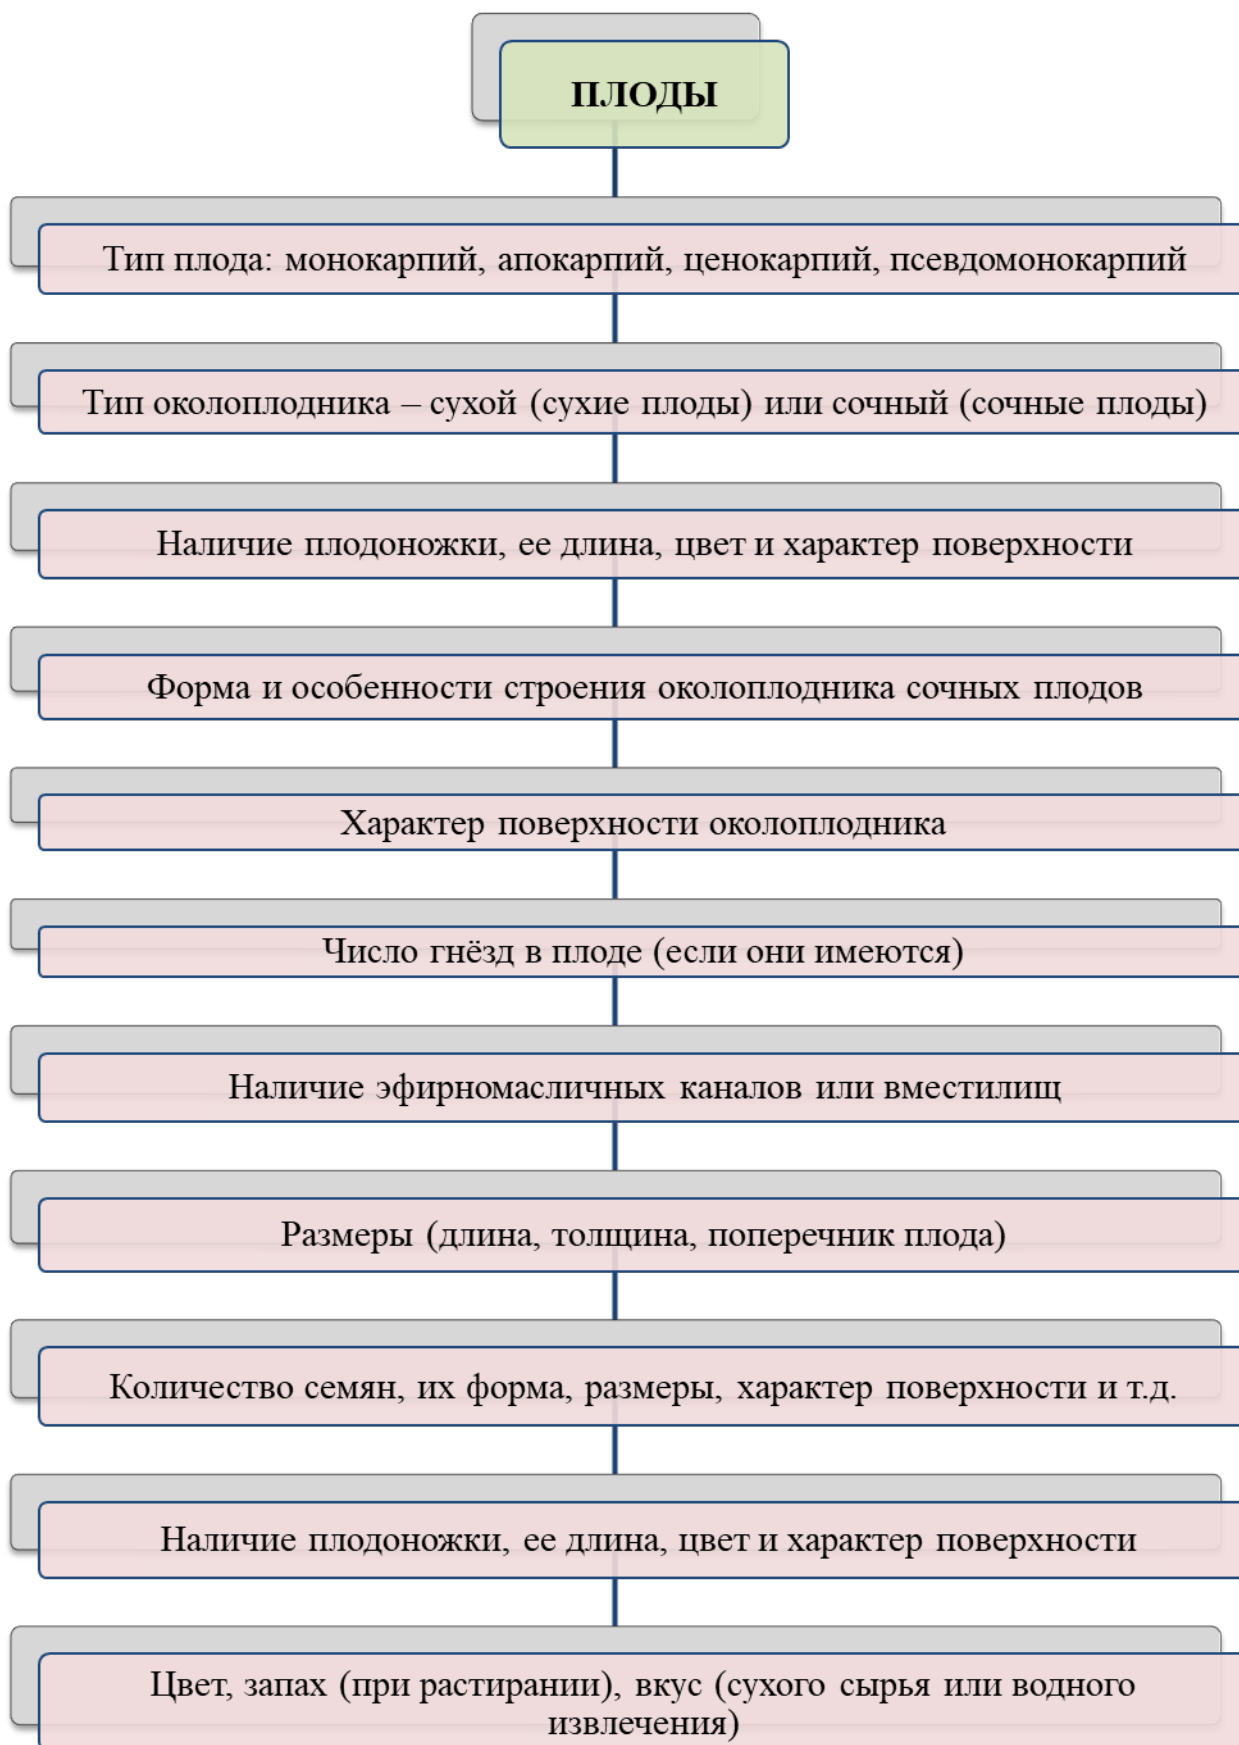 ПЛОДЫ
Тип плода: монокарпий, апокарпий, ценокарпий, псевдомонокарпий
Тип околоплодника – сухой (сухие плоды) или сочный (сочные плоды)
Наличие плодоножки, ее длина, цвет и характер поверхности
Форма и особенности строения околоплодника сочных плодов
Характер поверхности околоплодника
Число гнёзд в плоде (если они имеются)
Наличие эфирномасличных каналов или вместилищ
Размеры (длина, толщина, поперечник плода)
Количество семян, их форма, размеры, характер поверхности и т.д.
Наличие плодоножки, ее длина, цвет и характер поверхности
Цвет, запах (при растирании), вкус (сухого сырья или водного
извлечения)